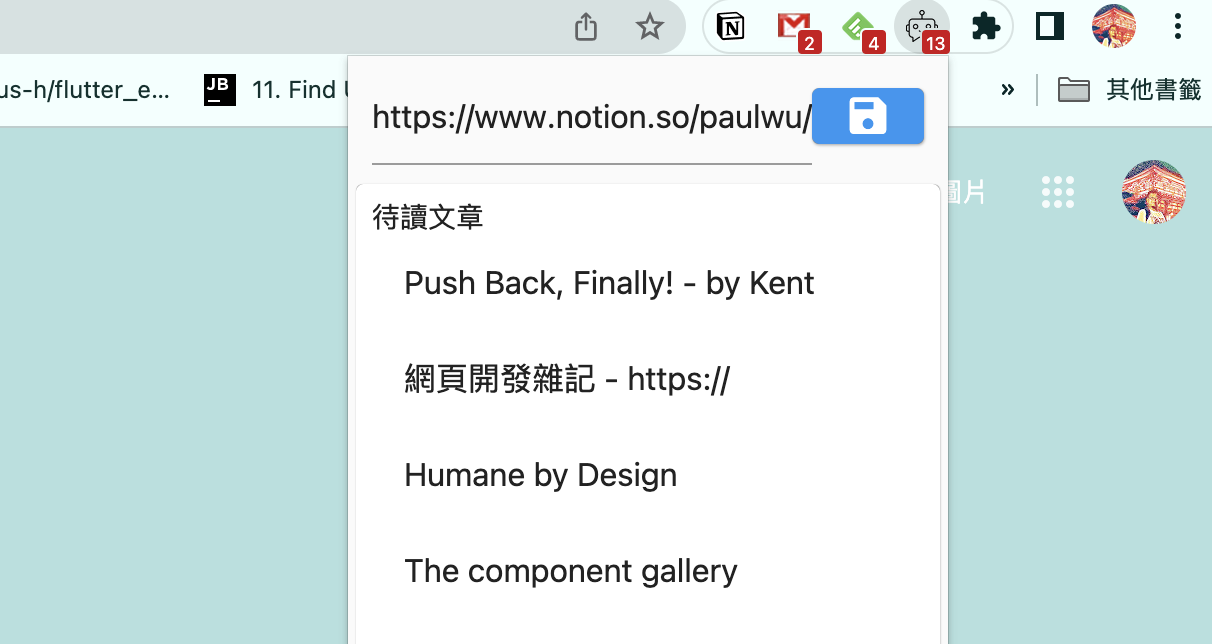 2
4
13
us-h/flutter_e...
JB
11. Find
»
其他書籤
https://www.notion.so/paulwu/
圖片
待讀文章
Push Back, Finally! - by Kent
網頁開發雜記 - https://
Humane by Design
The component gallery